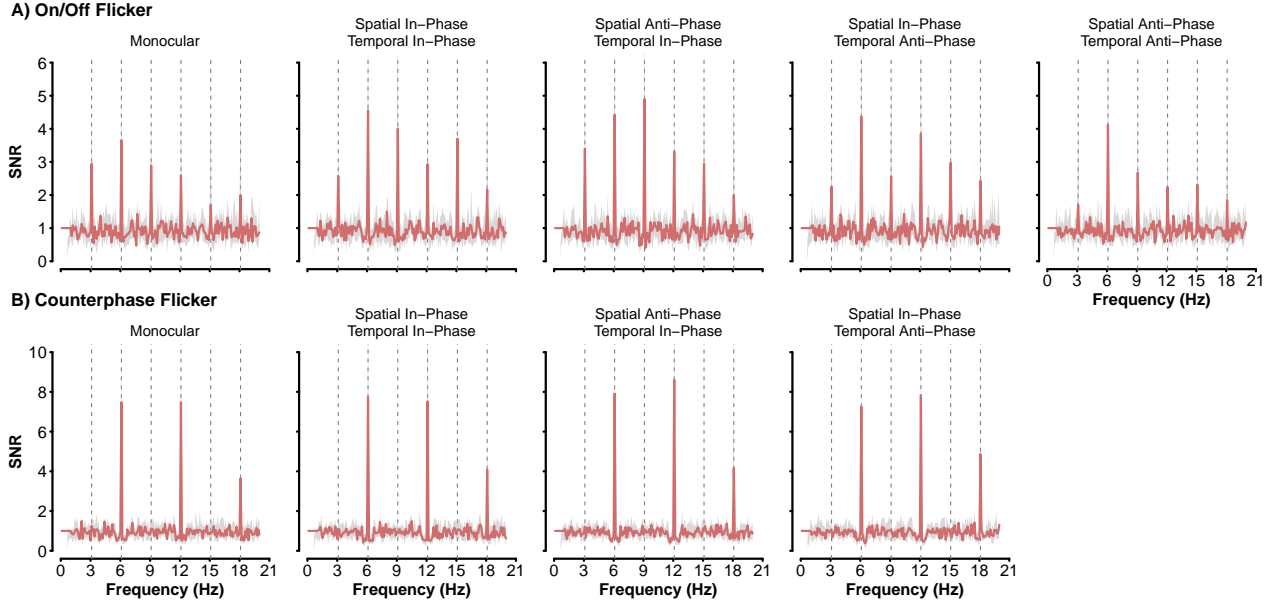 A) On/Off Flicker
Monocular
Spatial In−Phase
Temporal In−Phase
Spatial Anti−Phase
Temporal In−Phase
Spatial In−Phase
Temporal Anti−Phase
Spatial Anti−Phase
Temporal Anti−Phase
SNR
6
5
4
3
2
1
0
0 3 6 9 12 15 18 21
Frequency (Hz)
B) Counterphase Flicker
Monocular
Spatial In−Phase
Temporal In−Phase
Spatial Anti−Phase
Temporal In−Phase
Spatial In−Phase
Temporal Anti−Phase
SNR
10
8
6
4
2
0
0 3 6 9 12 15 18 21
Frequency (Hz)
0 3 6 9 12 15 18 21
Frequency (Hz)
0 3 6 9 12 15 18 21
Frequency (Hz)
0 3 6 9 12 15 18 21
Frequency (Hz)